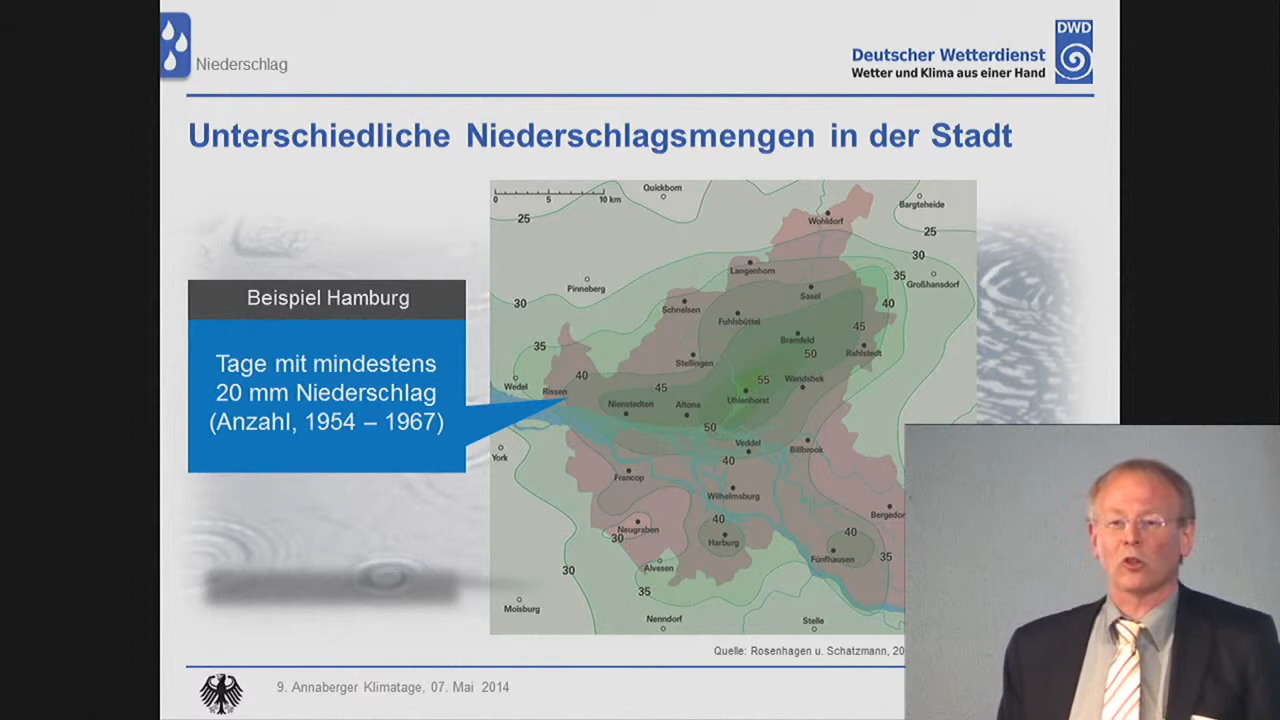 Niederschlag
DWD
Deutscher Wetterdienst
Wetter und Klima aus einer Hand
Unterschiedliche Niederschlagsmengen in der Stadt
Beispiel Hamburg
Tage mit mindestens
20 mm Niederschlag
(Anzahl, 1954 – 1967)
0 5 10 km
Quickborn
Bargteheide
25
Wohldorf
25
30
Langenhorn
35
Pinneberg
Großhansdorf
Sasel
30
Schnelsen
40
Fuhlsbüttel
45
Bramfeld
35
50
Rahlstedt
Stellingen
40
55
Wandsbek
Wedel
45
Rissen
Uhlenhorst
Nienstedten
Altona
50
Veddel
Billbrook
York
40
Francop
Wilhelmsburg
Neugraben
40
Bergedor
30
Harburg
40
Fünfhausen
35
Alvesen
30
35
Moisburg
Nenndorf
Stelle
Quelle: Rosenhagen u. Schatzmann, 20
9. Annaberger Klimatage, 07. Mai 2014